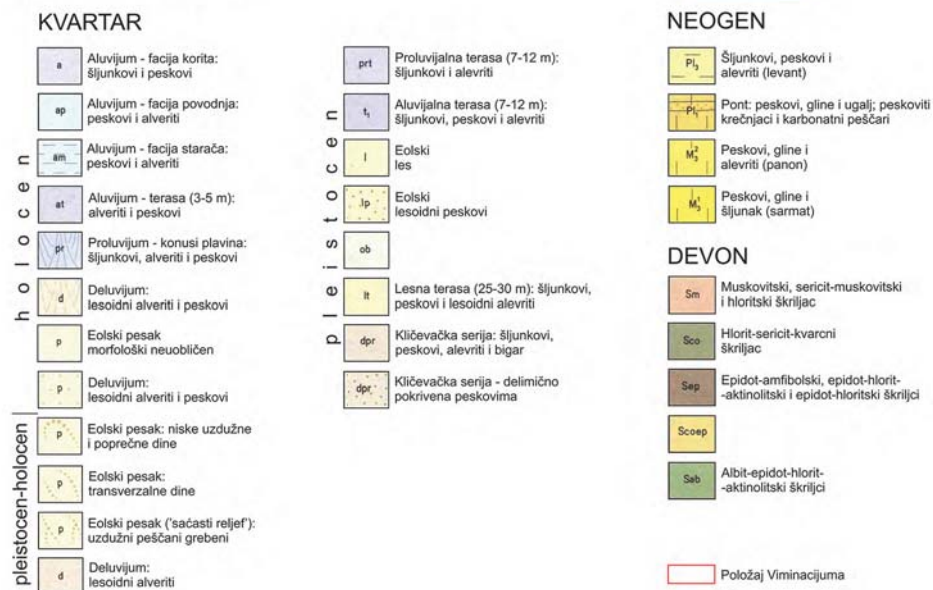 KVARTAR
holocen
a
Aluvijum - facija korita:
šljunkovi i peskovi
ap
Aluvijum - facija povodnja:
peskovi i alveriti
am
Aluvijum - facija starača:
peskovi i alveriti
at
Aluvijum - terasa (3-5 m):
alveriti i peskovi
pr
Proluvijum - konusi plavina:
šljunkovi, alveriti i peskovi
d
Deluvijum:
lesoidni alveriti i peskovi
p
Eolski pesak
morfološki neuobličen
p
Deluvijum:
lesoidni alveriti i peskovi
pleistocen-holocen
p
Eolski pesak: niske uzdužne
i poprečne dine
p
Eolski pesak:
transverzalne dine
p
Eolski pesak ('saćasti reljef'):
uzdužni peščani grebeni
d
Deluvijum:
lesoidni alveriti
pleistocen
prt
Proluvijalna terasa (7-12 m):
šljunkovi i alevriti
t₁
Aluvijalna terasa (7-12 m):
šljunkovi, peskovi i alevriti
l
Eolski
les
lp
Eolski
lesoidni peskovi
ob
lt
Lesna terasa (25-30 m): šljunkovi,
peskovi i lesoidni alevriti
dpr
Kličevačka serija: šljunkovi,
peskovi, alevriti i bigar
dpr
Kličevačka serija - delimično
pokrivena peskovima
NEOGEN
Pl₃
Šljunkovi, peskovi i
alevriti (levant)
Pl₁
Pont: peskovi, gline i ugalj; peskoviti
krečnjaci i karbonatni peščari
M₃²
Peskovi, gline i
alevriti (panon)
M₃¹
Peskovi, gline i
šljunak (sarmat)
DEVON
Sm
Muskovitski, sericit-muskovitski
i hloritski škriljac
Sco
Hlorit-sericit-kvarcni
škriljac
Sep
Epidot-amfibolski, epidot-hlorit-
-aktinolitski i epidot-hloritski škriljci
Scoep
Sab
Albit-epidot-hlorit-
-aktinolitski škriljci
Položaj Viminacijuma